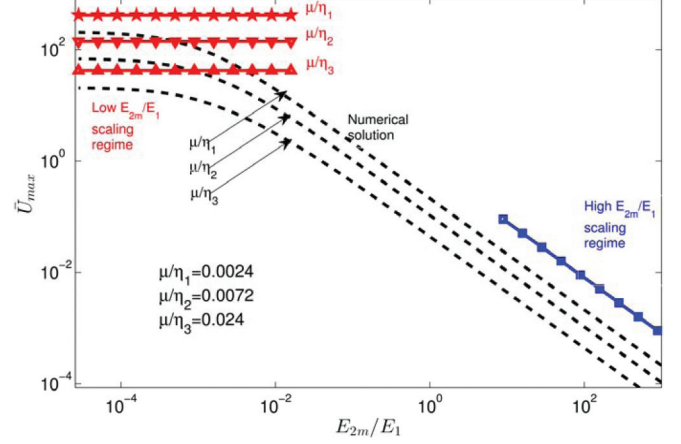 μ/η1
10^2
μ/η2
μ/η3
Low E2m/E1
scaling
regime
Numerical
solution
μ/η1
μ/η2
μ/η3
10^0
Ūmax
High E2m/E1
scaling
regime
10^−2
μ/η1=0.0024
μ/η2=0.0072
μ/η3=0.024
10^−4
10^−4
10^−2
10^0
10^2
E2m/E1